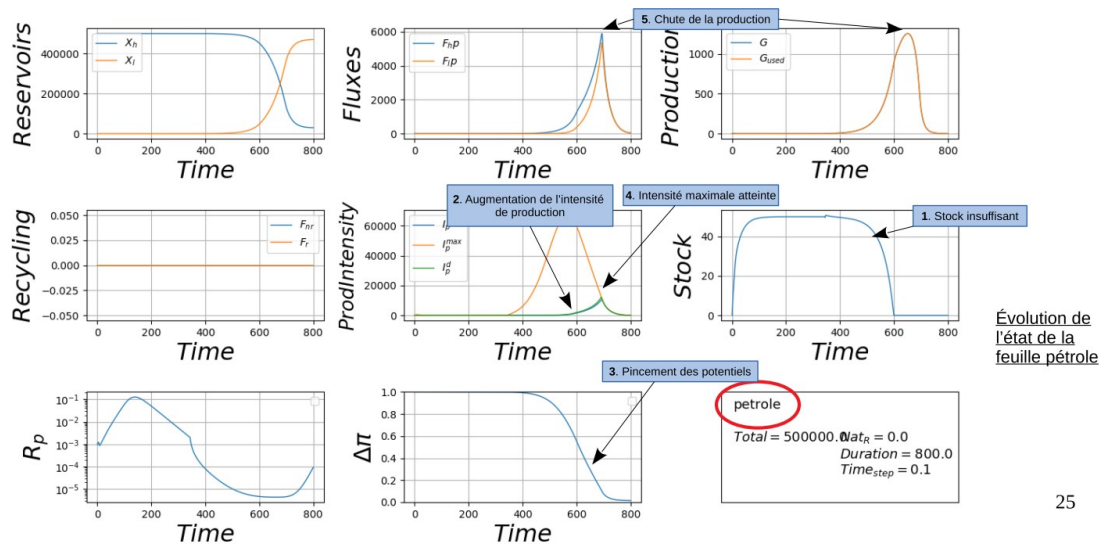 5. Chute de la production
Reservoirs
400000
200000
0
X_h
X_l
0 200 400 600 800
Time
Fluxes
6000
4000
2000
0
F_hp
F_lp
0 200 400 600 800
Time
Production
1000
500
0
G
G_used
0 200 400 600 800
Time
2. Augmentation de l'intensité
de production
4. Intensité maximale atteinte
1. Stock insuffisant
Recycling
0.050
0.025
0.000
−0.025
−0.050
F_nr
F_r
0 200 400 600 800
Time
ProdIntensity
60000
40000
20000
0
I_p
I_p^max
I_p^d
0 200 400 600 800
Time
Stock
40
20
0
0 200 400 600 800
Time
Évolution de
l'état de la
feuille pétrole
3. Pincement des potentiels
R_p
10^−1
10^−2
10^−3
10^−4
10^−5
0 200 400 600 800
Time
Δπ
1.0
0.8
0.6
0.4
0.2
0.0
0 200 400 600 800
Time
petrole
Total = 500000.0
Nat_R = 0.0
Duration = 800.0
Time_step = 0.1
25